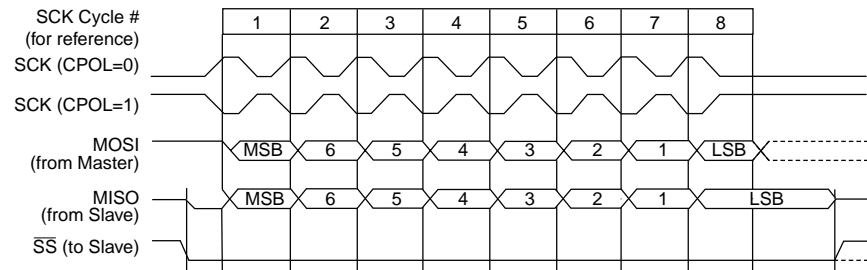 SCK Cycle # 1 2 3 4 5 6 7 8
(for reference)
SCK (CPOL=0)
SCK (CPOL=1)
MOSI MSB 6 5 4 3 2 1 LSB
(from Master)
MISO MSB 6 5 4 3 2 1 LSB
(from Slave)
SS (to Slave)